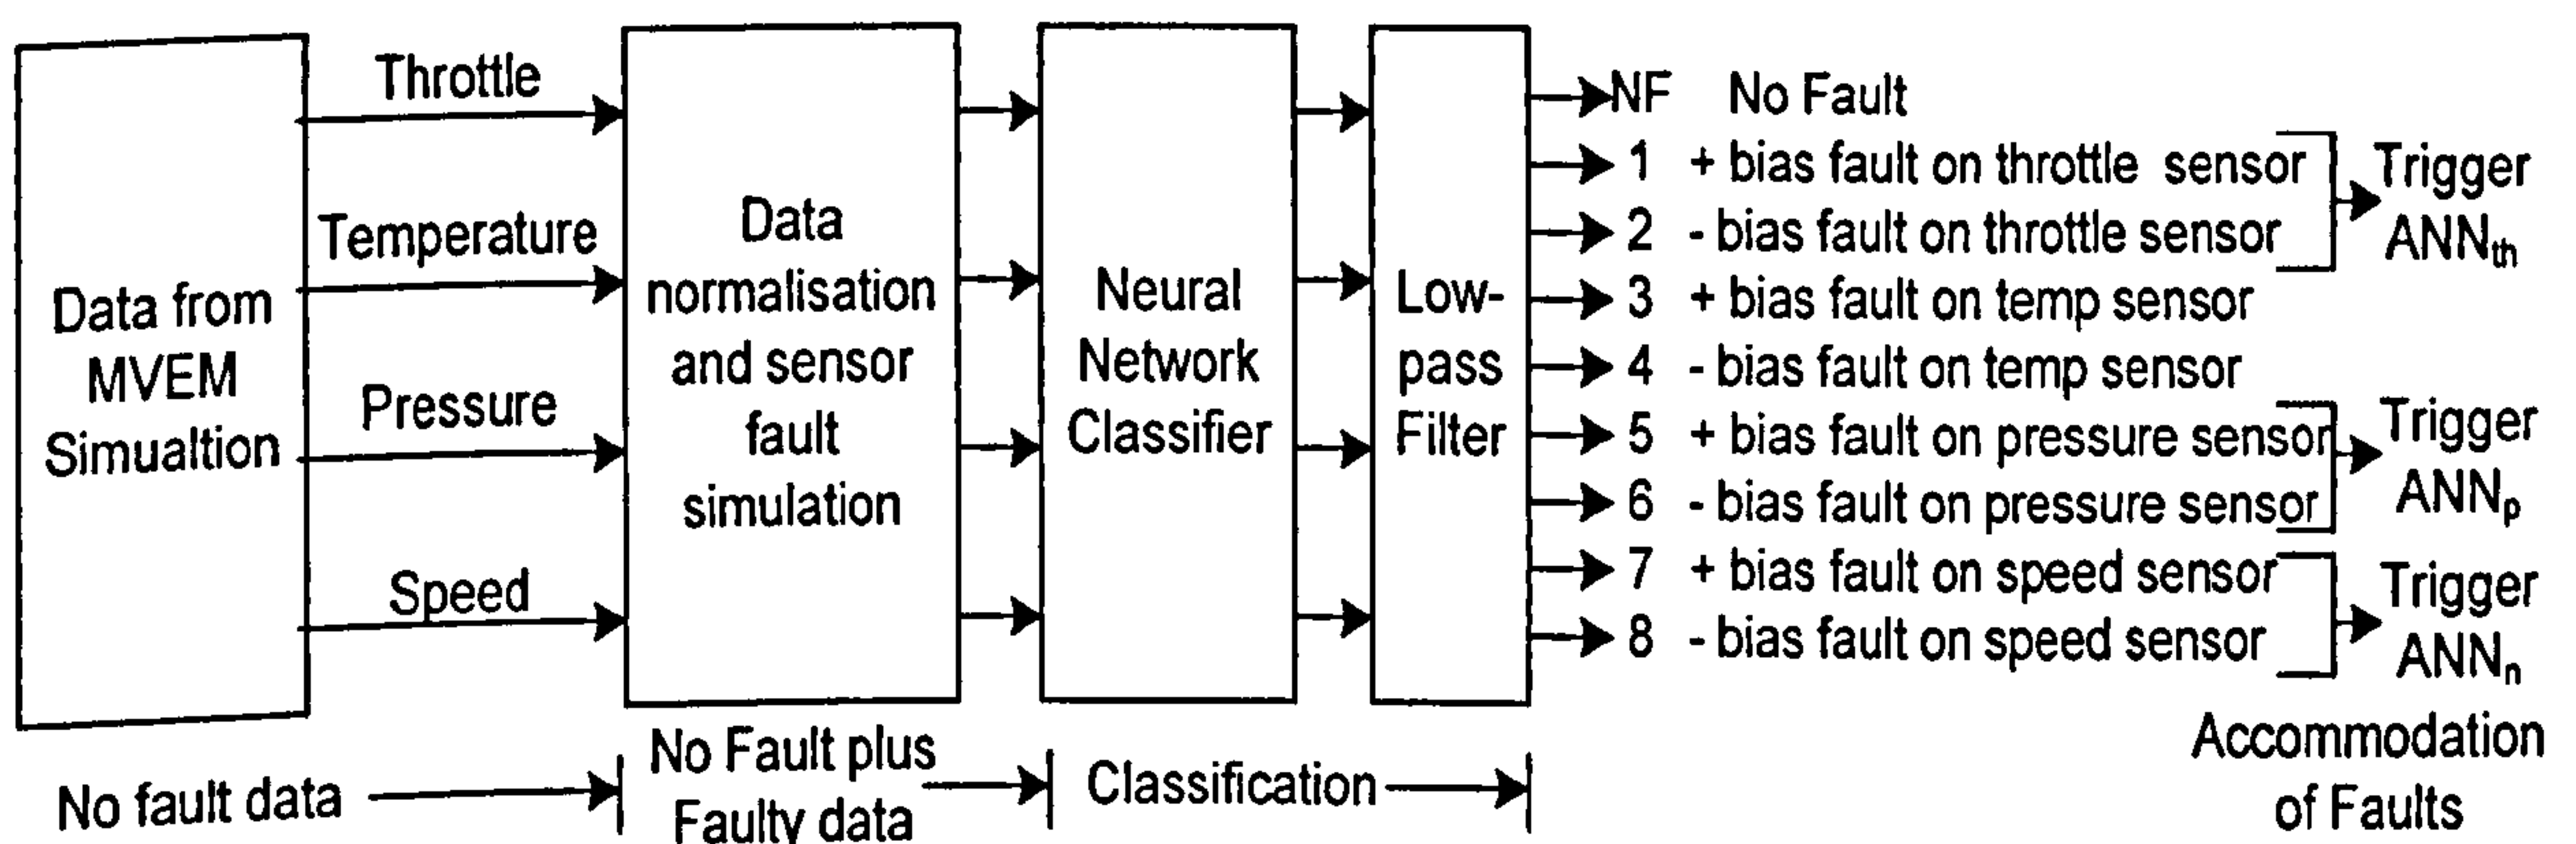 Data from
MVEM
Simualtion
Throttle
Temperature
Pressure
Speed
Data
normalisation
and sensor
fault
simulation
Neural
Network
Classifier
Low-
pass
Filter
NF No Fault
1 + bias fault on throttle sensor
2 - bias fault on throttle sensor
3 + bias fault on temp sensor
4 - bias fault on temp sensor
5 + bias fault on pressure sensor
6 - bias fault on pressure sensor
7 + bias fault on speed sensor
8 - bias fault on speed sensor
Trigger
ANNth
Trigger
ANNp
Trigger
ANNn
No fault data
No Fault plus
Faulty data
Classification
Accommodation
of Faults